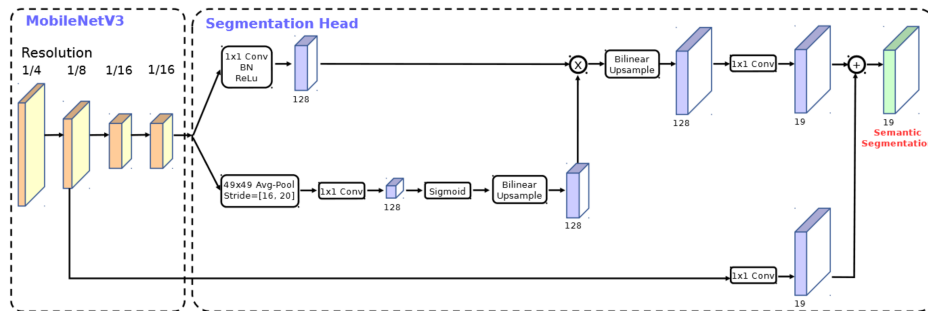 MobileNetV3
Segmentation Head
Resolution
1/4 1/8 1/16 1/16
1x1 Conv
BN
ReLu
128
X
Bilinear
Upsample
128
1x1 Conv
19
+
19
Semantic
Segmentation
49x49 Avg-Pool
Stride=[16, 20]
1x1 Conv
128
Sigmoid
Bilinear
Upsample
128
1x1 Conv
19